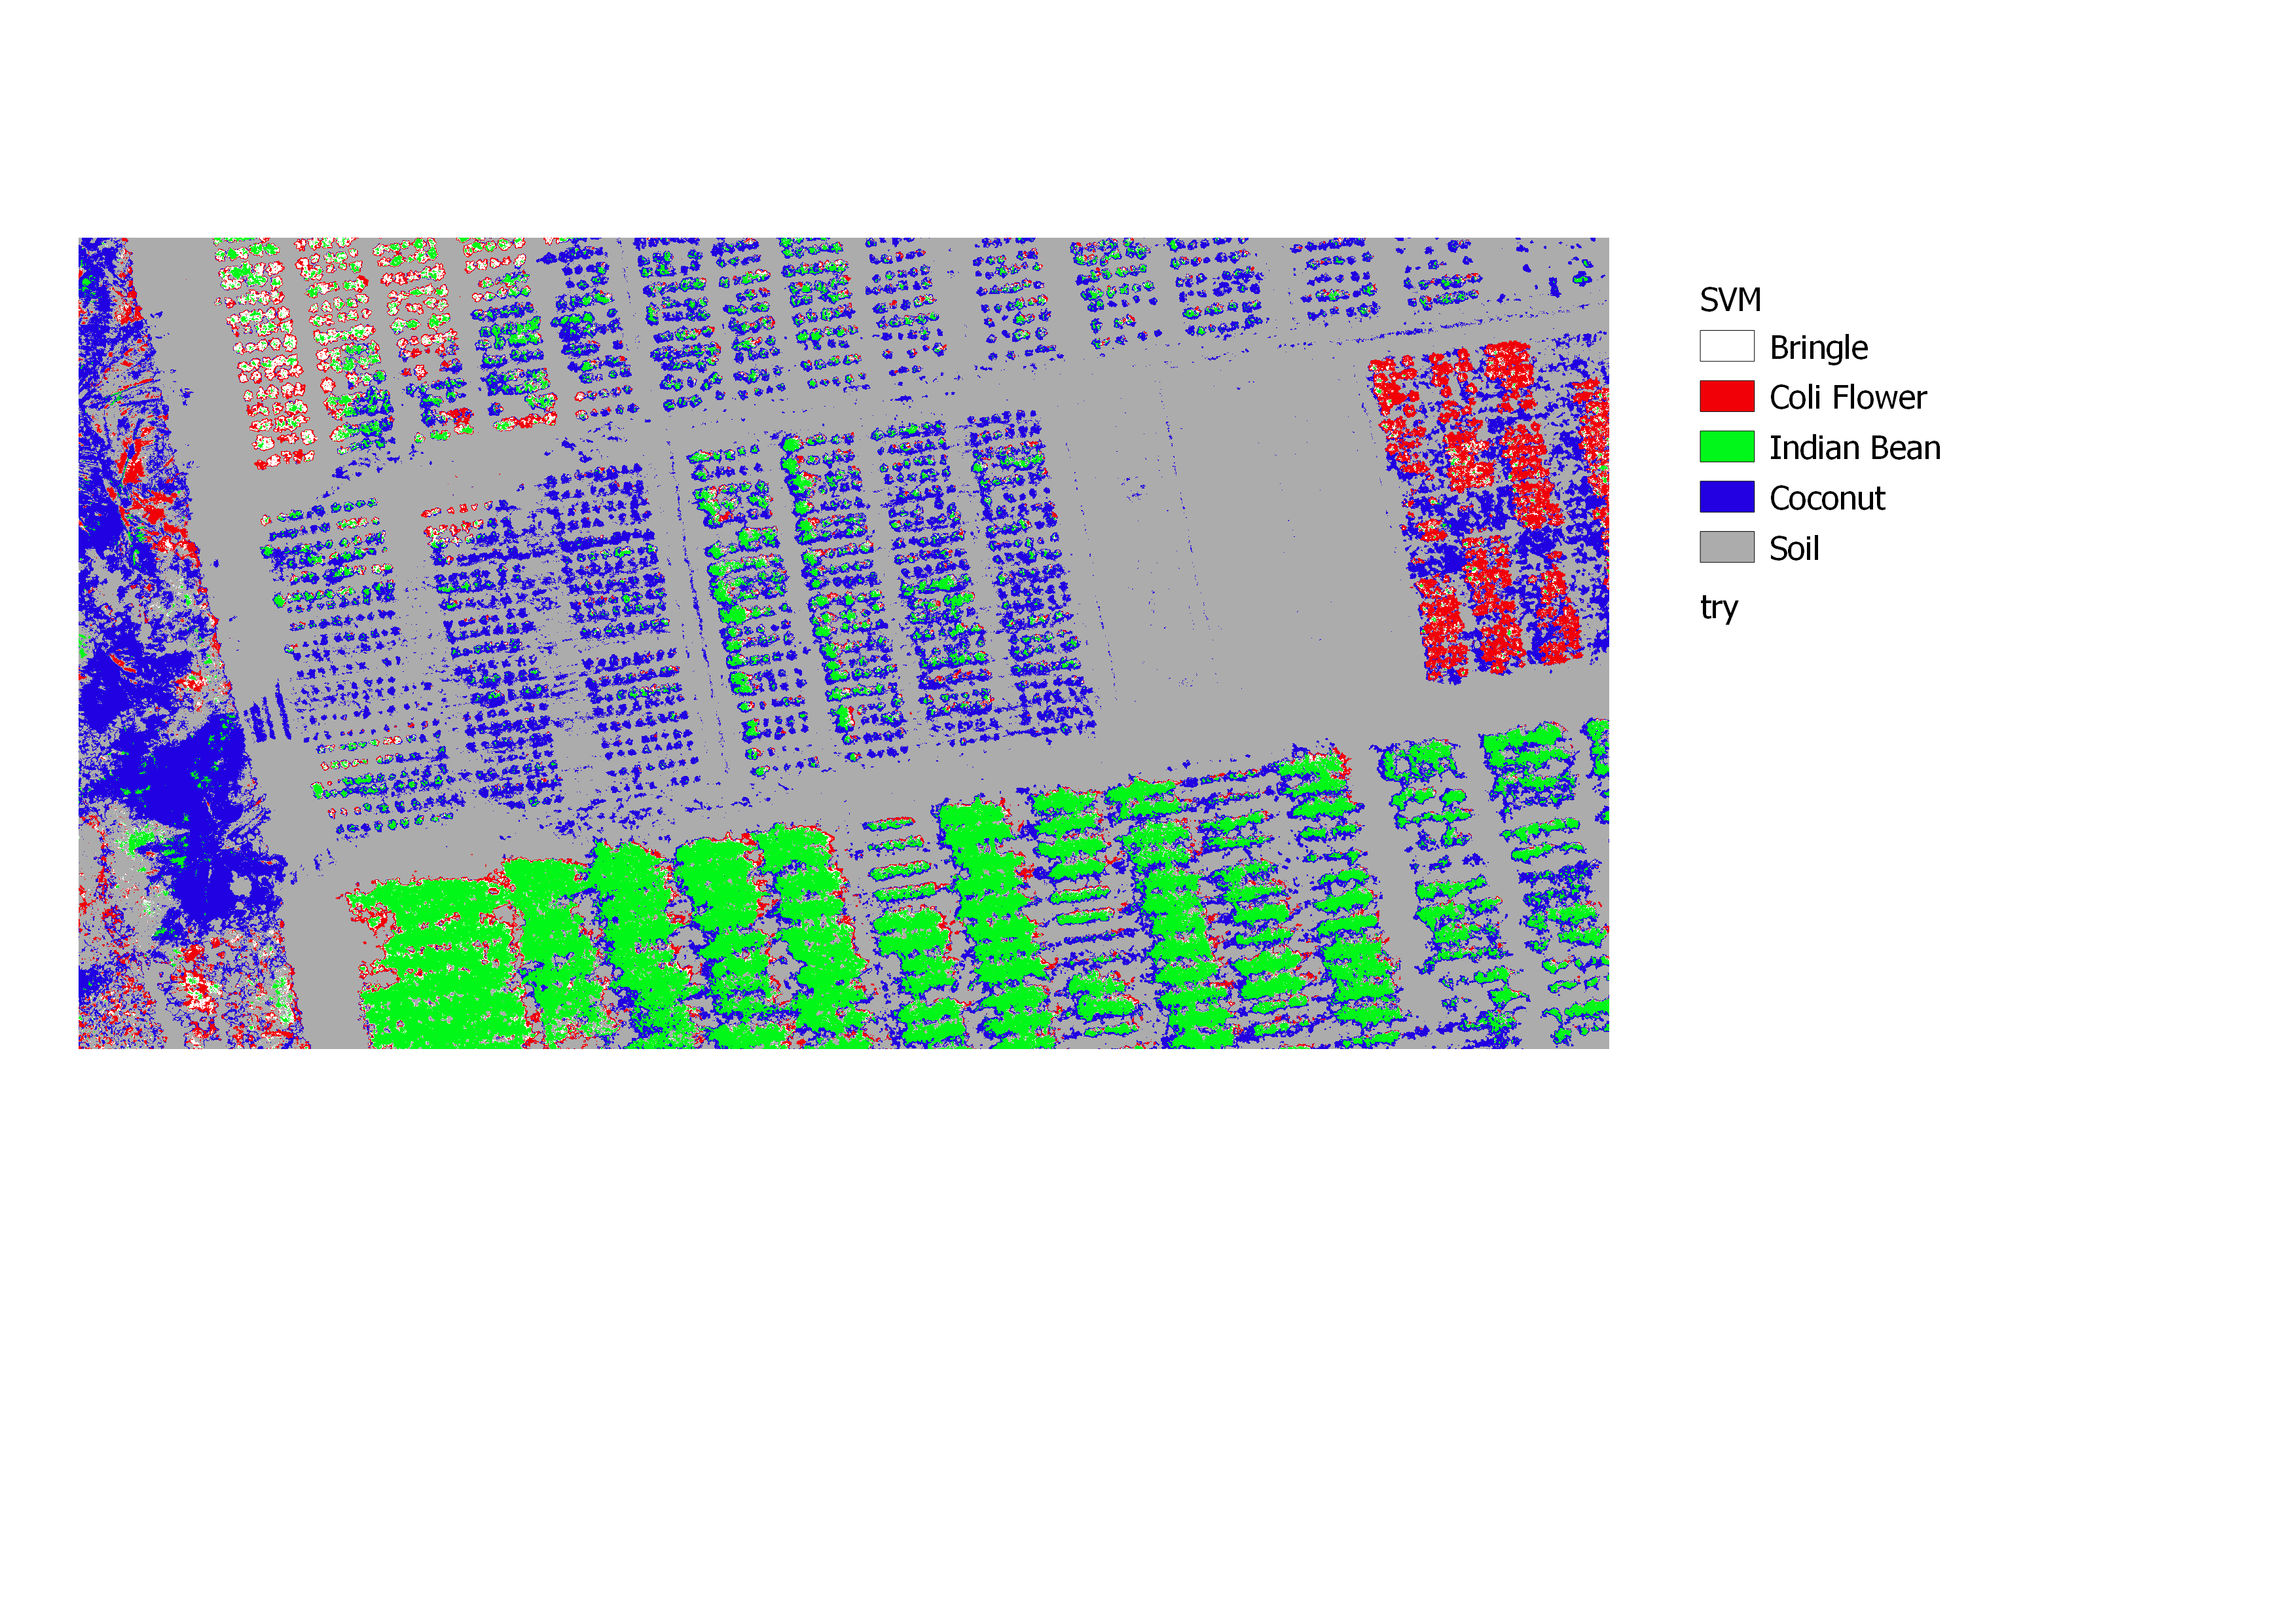 SVM
Bringle
Coli Flower
Indian Bean
Coconut
Soil
try